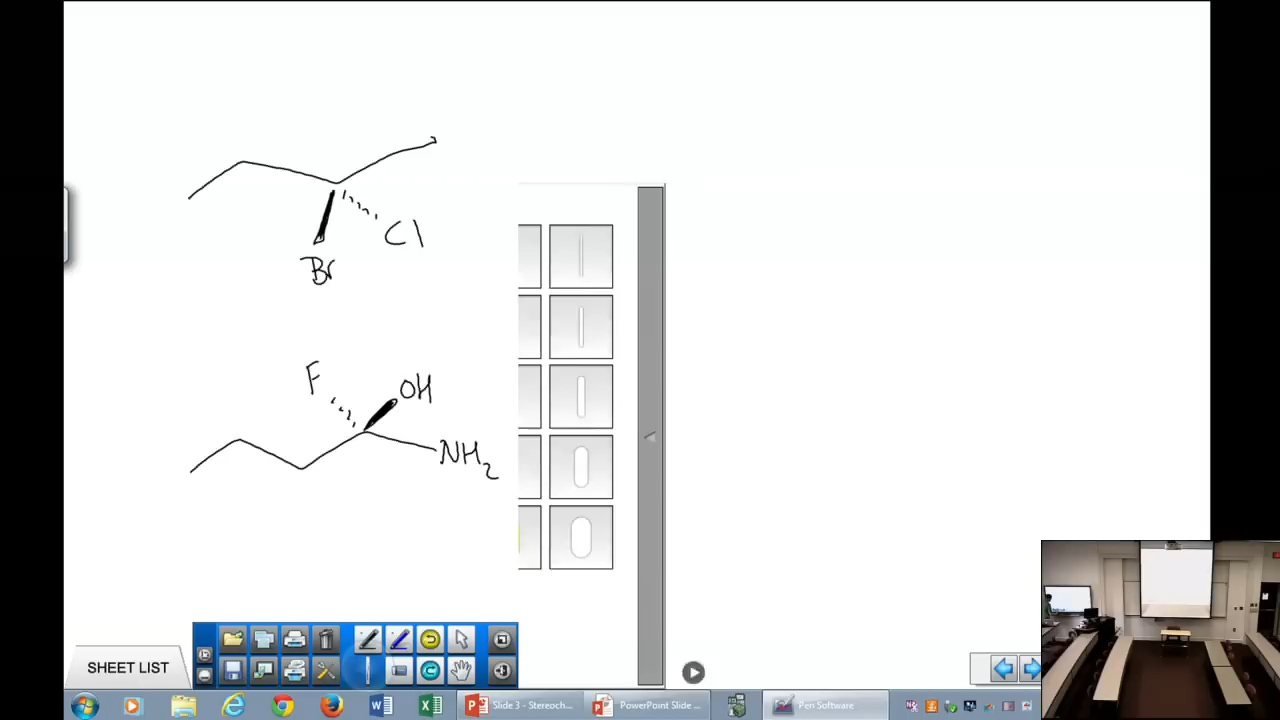 Cl
Br
F
OH
NH2
SHEET LIST
Slide 3 - Stereoch...
PowerPoint Slide ...
Pen Software